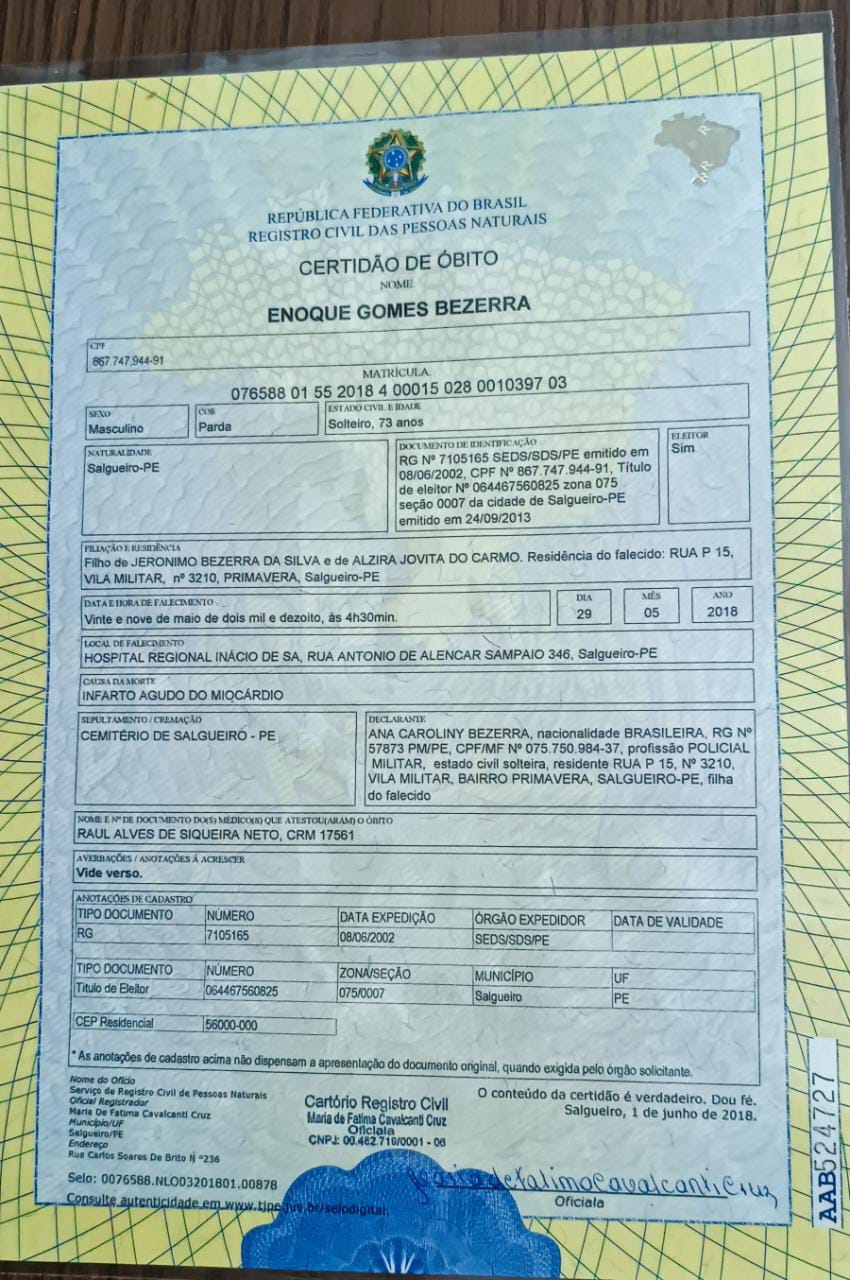 REPÚBLICA FEDERATIVA DO BRASIL
REGISTRO CIVIL DAS PESSOAS NATURAIS
CERTIDÃO DE ÓBITO
NOME
ENOQUE GOMES BEZERRA
CPF
867.747.944-91
MATRÍCULA
076588 01 55 2018 4 00015 028 0010397 03
SEXO
Masculino
COR
Parda
ESTADO CIVIL E IDADE
Solteiro, 73 anos
NATURALIDADE
Salgueiro-PE
DOCUMENTO DE IDENTIFICAÇÃO
RG Nº 7105165 SEDS/SDS/PE emitido em
08/06/2002, CPF Nº 867.747.944-91, Título
de eleitor Nº 064467560825 zona 075
seção 0007 da cidade de Salgueiro-PE
emitido em 24/09/2013
ELEITOR
Sim
FILIAÇÃO E RESIDÊNCIA
Filho de JERONIMO BEZERRA DA SILVA e de ALZIRA JOVITA DO CARMO. Residência do falecido: RUA P 15,
VILA MILITAR, nº 3210, PRIMAVERA, Salgueiro-PE
DATA E HORA DE FALECIMENTO
Vinte e nove de maio de dois mil e dezoito, às 4h30min.
DIA
29
MÊS
05
ANO
2018
LOCAL DE FALECIMENTO
HOSPITAL REGIONAL INÁCIO DE SA, RUA ANTONIO DE ALENCAR SAMPAIO 346, Salgueiro-PE
CAUSA DA MORTE
INFARTO AGUDO DO MIOCÁRDIO
SEPULTAMENTO / CREMAÇÃO
CEMITÉRIO DE SALGUEIRO - PE
DECLARANTE
ANA CAROLINY BEZERRA, nacionalidade BRASILEIRA, RG Nº
57873 PM/PE, CPF/MF Nº 075.750.984-37, profissão POLICIAL
MILITAR, estado civil solteira, residente RUA P 15, Nº 3210,
VILA MILITAR, BAIRRO PRIMAVERA, SALGUEIRO-PE, filha
do falecido
NOME E Nº DE DOCUMENTO DO(S) MÉDICO(S) QUE ATESTOU(ARAM) O ÓBITO
RAUL ALVES DE SIQUEIRA NETO, CRM 17561
AVERBAÇÕES / ANOTAÇÕES À ACRESCER
Vide verso.
ANOTAÇÕES DE CADASTRO
TIPO DOCUMENTO NÚMERO DATA EXPEDIÇÃO ÓRGÃO EXPEDIDOR DATA DE VALIDADE
RG 7105165 08/06/2002 SEDS/SDS/PE
TIPO DOCUMENTO NÚMERO ZONA/SEÇÃO MUNICÍPIO UF
Título de Eleitor 064467560825 075/0007 Salgueiro PE
CEP Residencial 56000-000
* As anotações de cadastro acima não dispensam a apresentação do documento original, quando exigida pelo órgão solicitante.
Nome do Ofício
Serviço de Registro Civil de Pessoas Naturais
Oficial Registrador
Maria De Fatima Cavalcanti Cruz
Município/UF
Salgueiro/PE
Endereço
Rua Carlos Soares De Brito N º236
Selo: 0076588.NLO03201801.00878
Consulte autenticidade em www.tjpe.jus.br/selodigital
Cartório Registro Civil
Maria de Fatima Cavalcanti Cruz
Oficiala
CNPJ: 00.462.719/0001 - 06
O conteúdo da certidão é verdadeiro. Dou fé.
Salgueiro, 1 de junho de 2018.
Maria de Fatima Cavalcanti Cruz
Oficiala
AAB524727